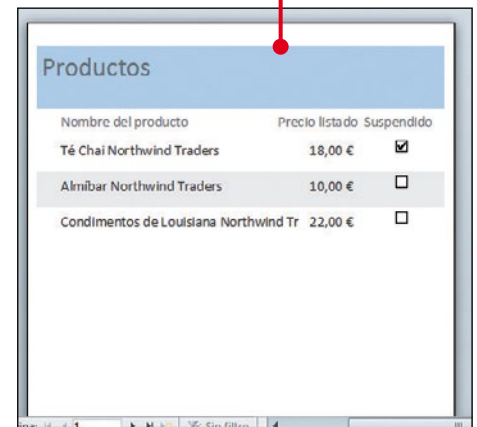 Productos
Nombre del producto Precio listado Suspendido
Té Chai Northwind Traders 18,00 €
Almíbar Northwind Traders 10,00 €
Condimentos de Louisiana Northwind Tr 22,00 €
1 Sin filtro